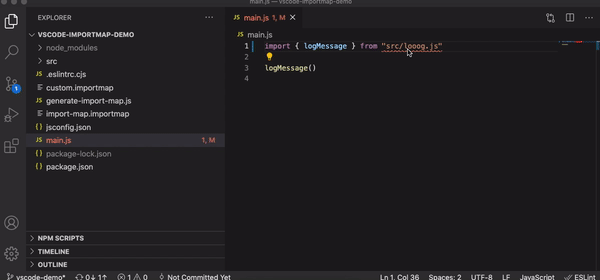 main.js — vscode-importmap-demo
EXPLORER
VSCODE-IMPORTMAP-DEMO
node_modules
src
.eslintrc.cjs
custom.importmap
JS generate-import-map.js
import-map.importmap
{} jsconfig.json
JS main.js 1, M
{} package-lock.json
{} package.json
NPM SCRIPTS
TIMELINE
OUTLINE
1
JS main.js 1, M
JS main.js
1 import { logMessage } from "src/looog.js"
2
3 logMessage()
4
vscode-demo* 0↓ 1↑ 1 0 Not Committed Yet Ln 1, Col 36 Spaces: 2 UTF-8 LF JavaScript ESLint